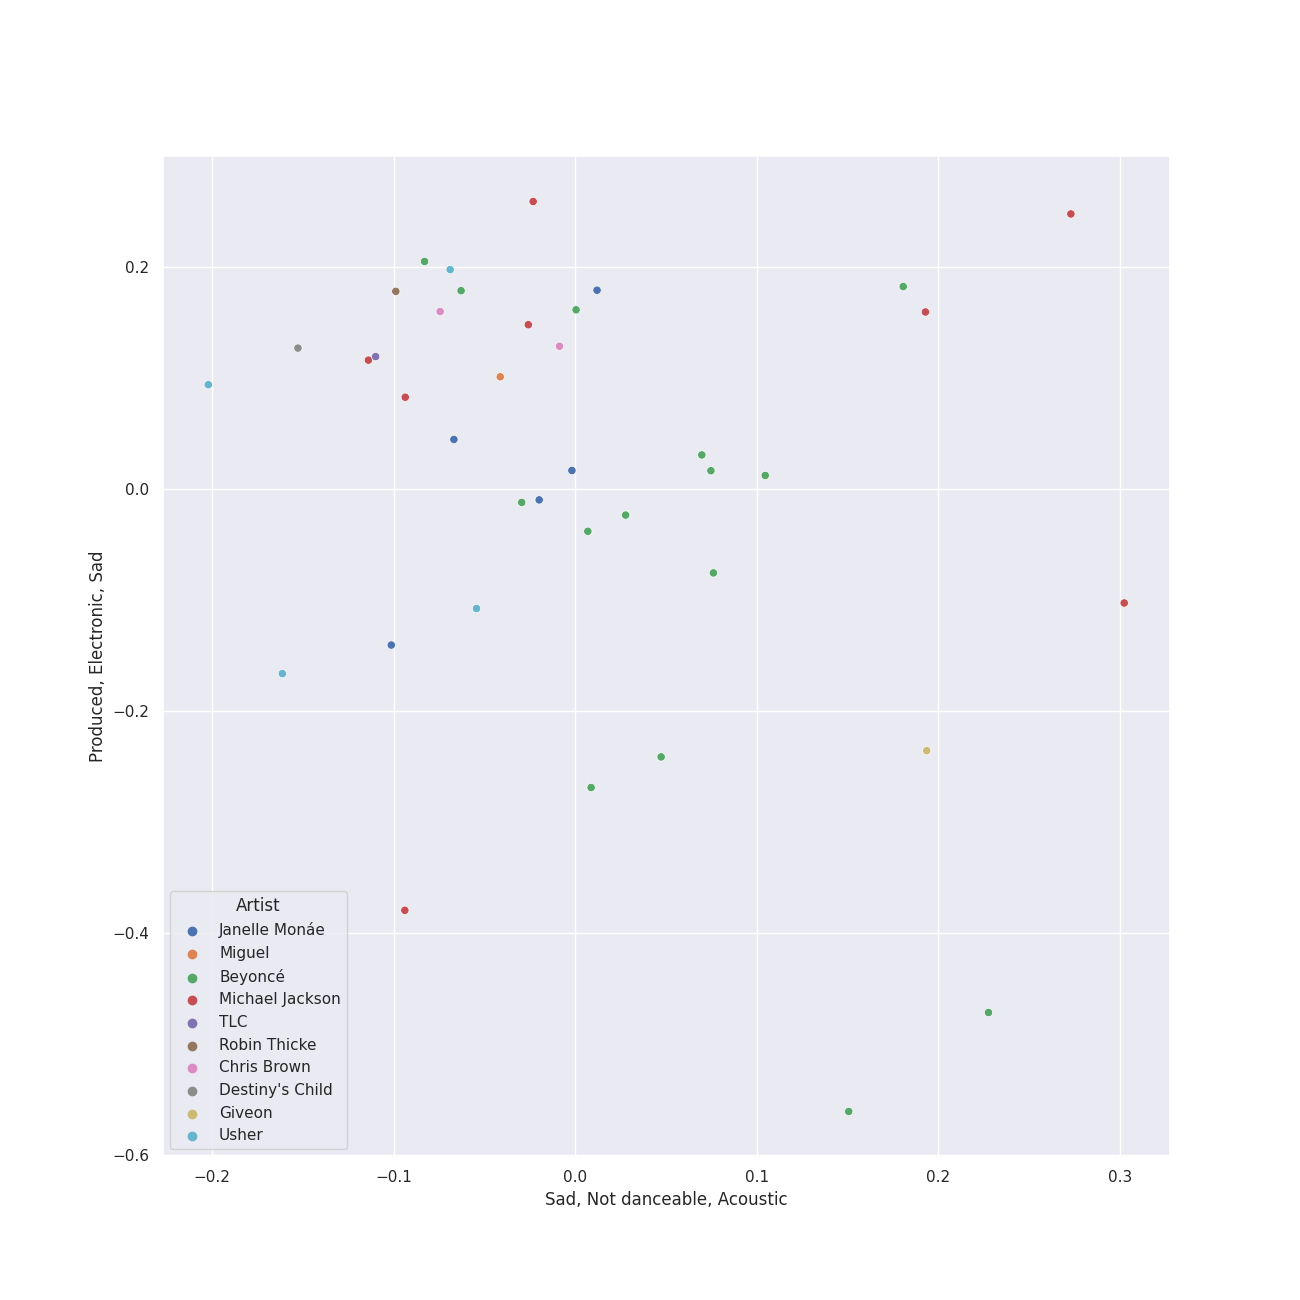 0.2
0.0
−0.2
−0.4
−0.6
Produced, Electronic, Sad
Artist
Janelle Monáe
Miguel
Beyoncé
Michael Jackson
TLC
Robin Thicke
Chris Brown
Destiny's Child
Giveon
Usher
−0.2 −0.1 0.0 0.1 0.2 0.3
Sad, Not danceable, Acoustic